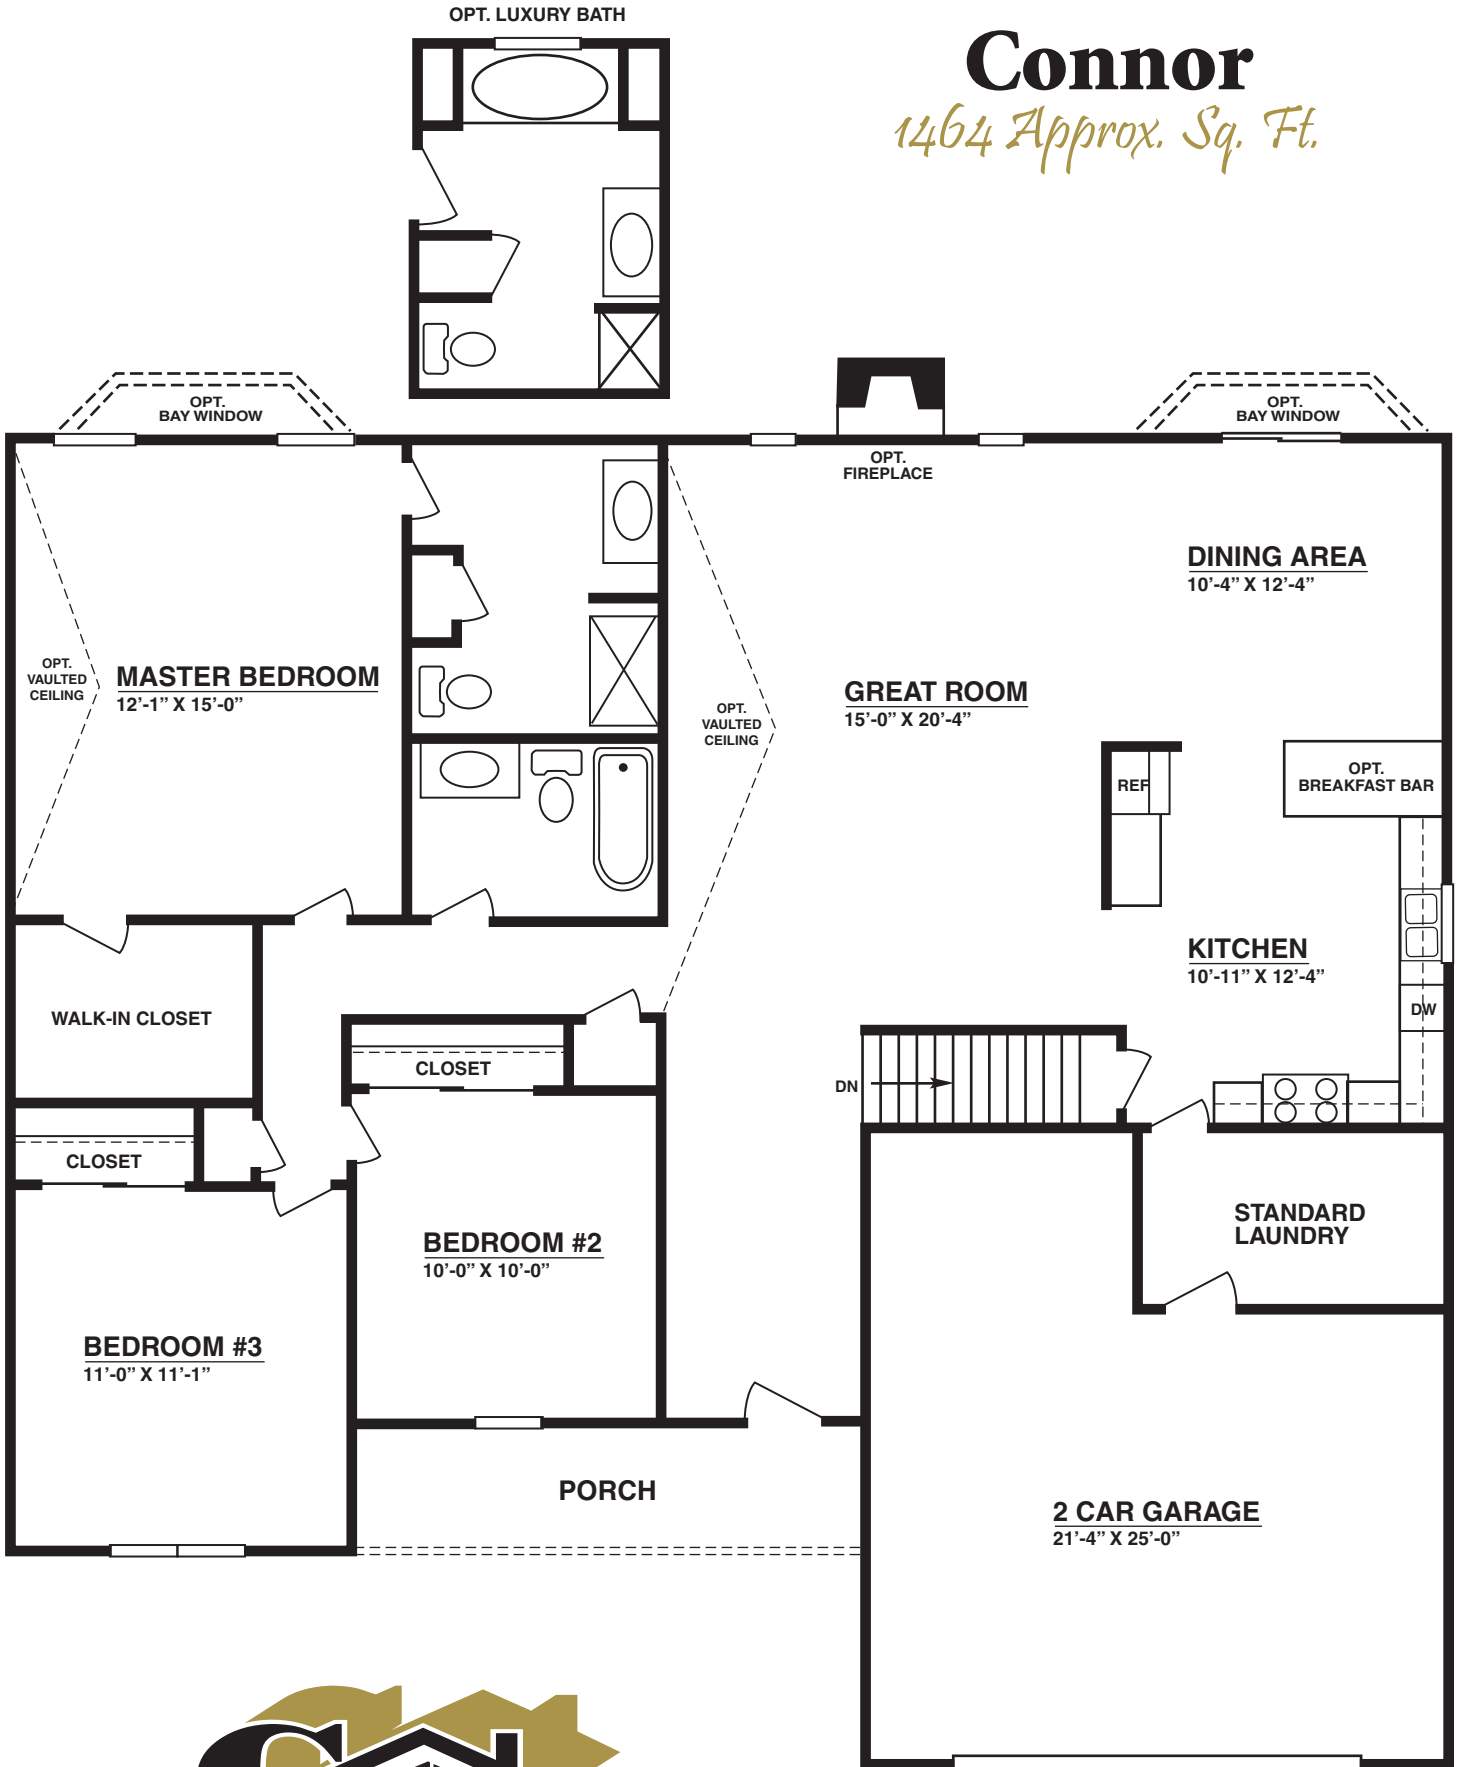 OPT. LUXURY BATH
Connor
1464 Approx. Sq. Ft.
OPT.
BAY WINDOW
OPT.
BAY WINDOW
OPT.
FIREPLACE
DINING AREA
10'-4” X 12'-4”
OPT.
VAULTED
CEILING
MASTER BEDROOM
12'-1” X 15'-0”
GREAT ROOM
15'-0” X 20'-4”
OPT.
VAULTED
CEILING
REF
OPT.
BREAKFAST BAR
KITCHEN
10'-11” X 12'-4”
DW
WALK-IN CLOSET
CLOSET
DN
CLOSET
STANDARD
LAUNDRY
BEDROOM #2
10'-0” X 10'-0”
BEDROOM #3
11'-0” X 11'-1”
PORCH
2 CAR GARAGE
21'-4” X 25'-0”